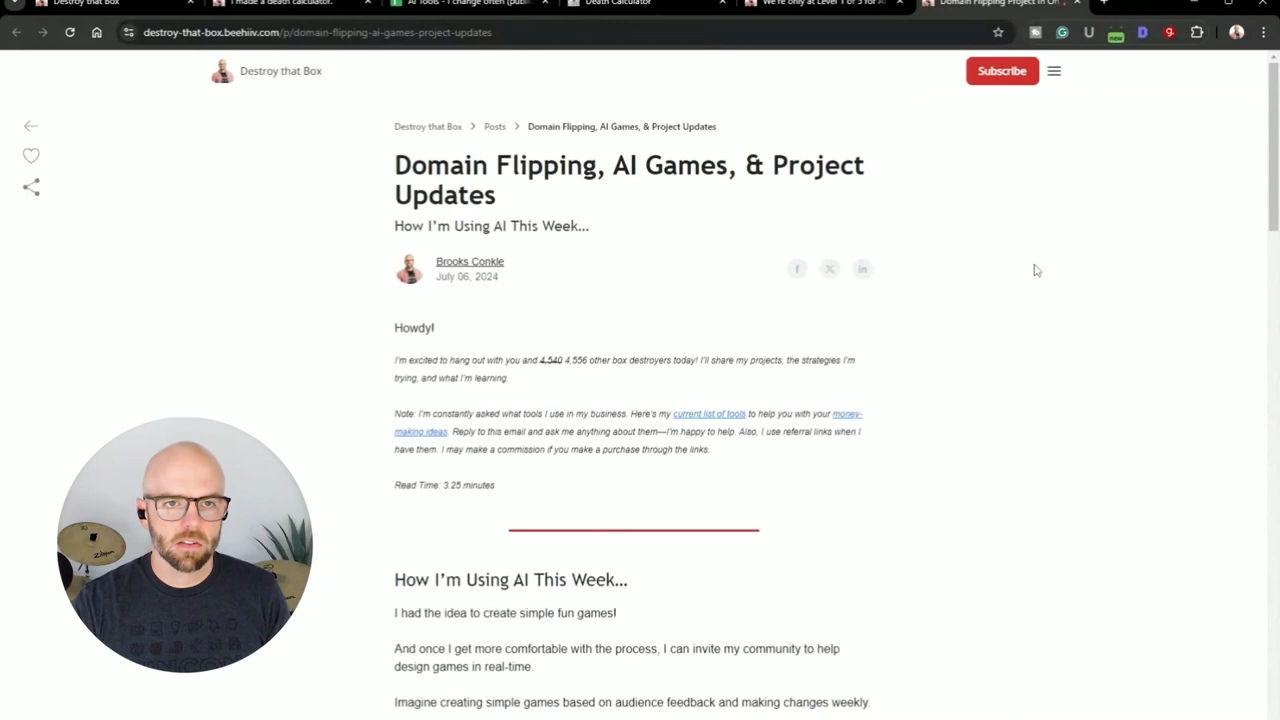 Destroy that Box
I made a death calculator.
AI Tools - I change often (publ
Death Calculator
We're only at Level 1 of 5 for A
Domain Flipping Project in On
destroy-that-box.beehiiv.com/p/domain-flipping-ai-games-project-updates
new
Destroy that Box
Subscribe
Destroy that Box > Posts > Domain Flipping, AI Games, & Project Updates
Domain Flipping, AI Games, & Project
Updates
How I'm Using AI This Week...
Brooks Conkle
July 06, 2024
Howdy!
I'm excited to hang out with you and 4,540 4,556 other box destroyers today! I'll share my projects, the strategies I'm
trying, and what I'm learning.
Note: I'm constantly asked what tools I use in my business. Here's my current list of tools to help you with your money-
making ideas. Reply to this email and ask me anything about them—I'm happy to help. Also, I use referral links when I
have them. I may make a commission if you make a purchase through the links.
Read Time: 3.25 minutes
How I'm Using AI This Week...
I had the idea to create simple fun games!
And once I get more comfortable with the process, I can invite my community to help
design games in real-time.
Imagine creating simple games based on audience feedback and making changes weekly.